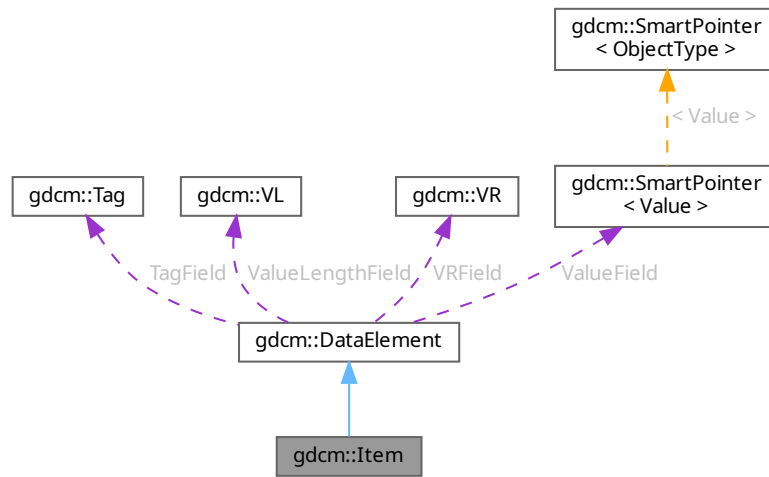 gdcm::SmartPointer
< ObjectType >
< Value >
gdcm::Tag
gdcm::VL
gdcm::VR
gdcm::SmartPointer
< Value >
TagField
ValueLengthField
VRField
ValueField
gdcm::DataElement
gdcm::Item